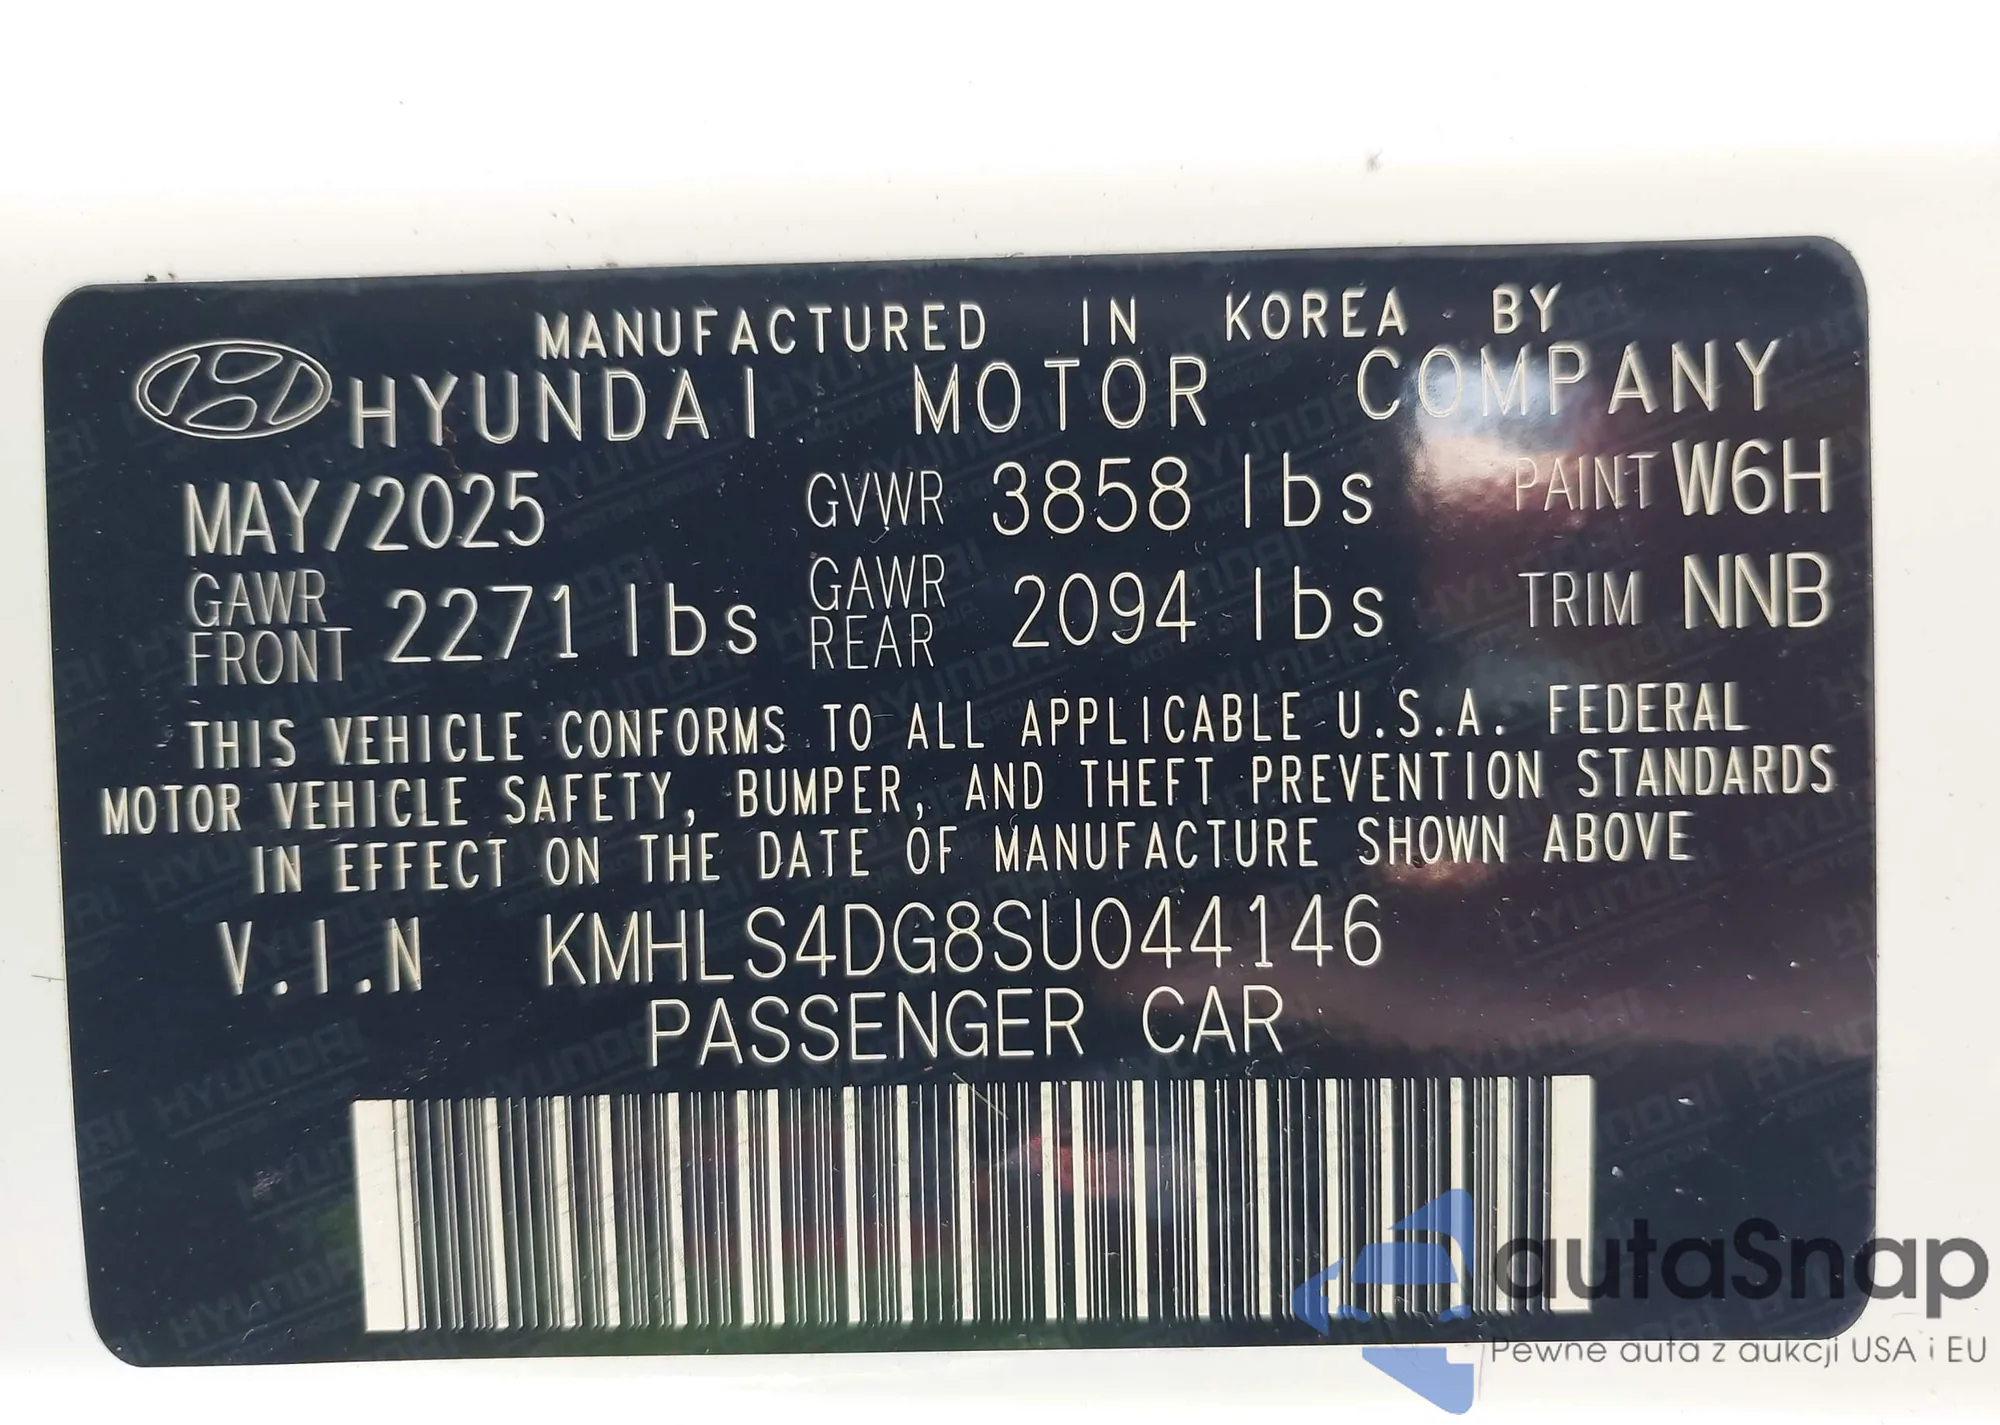 MANUFACTURED IN KOREA BY
HYUNDAI MOTOR COMPANY
MAY/2025 GVWR 3858 lbs PAINT W6H
GAWR FRONT 2271 lbs GAWR REAR 2094 lbs TRIM NNB
THIS VEHICLE CONFORMS TO ALL APPLICABLE U.S.A. FEDERAL
MOTOR VEHICLE SAFETY, BUMPER, AND THEFT PREVENTION STANDARDS
IN EFFECT ON THE DATE OF MANUFACTURE SHOWN ABOVE
V.I.N KMHLS4DG8SU044146
PASSENGER CAR
autaSnap
Pewne auta z aukcji USA i EU